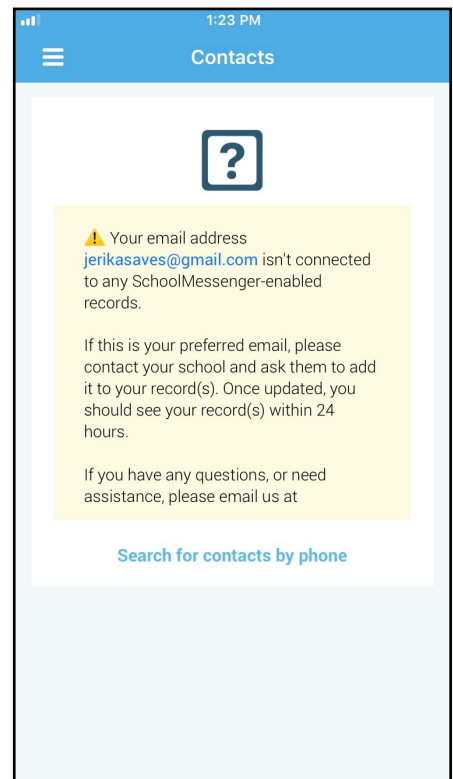 1:23 PM
Contacts
?
⚠️ Your email address
jerikasaves@gmail.com isn't connected
to any SchoolMessenger-enabled
records.
If this is your preferred email, please
contact your school and ask them to add
it to your record(s). Once updated, you
should see your record(s) within 24
hours.
If you have any questions, or need
assistance, please email us at
Search for contacts by phone